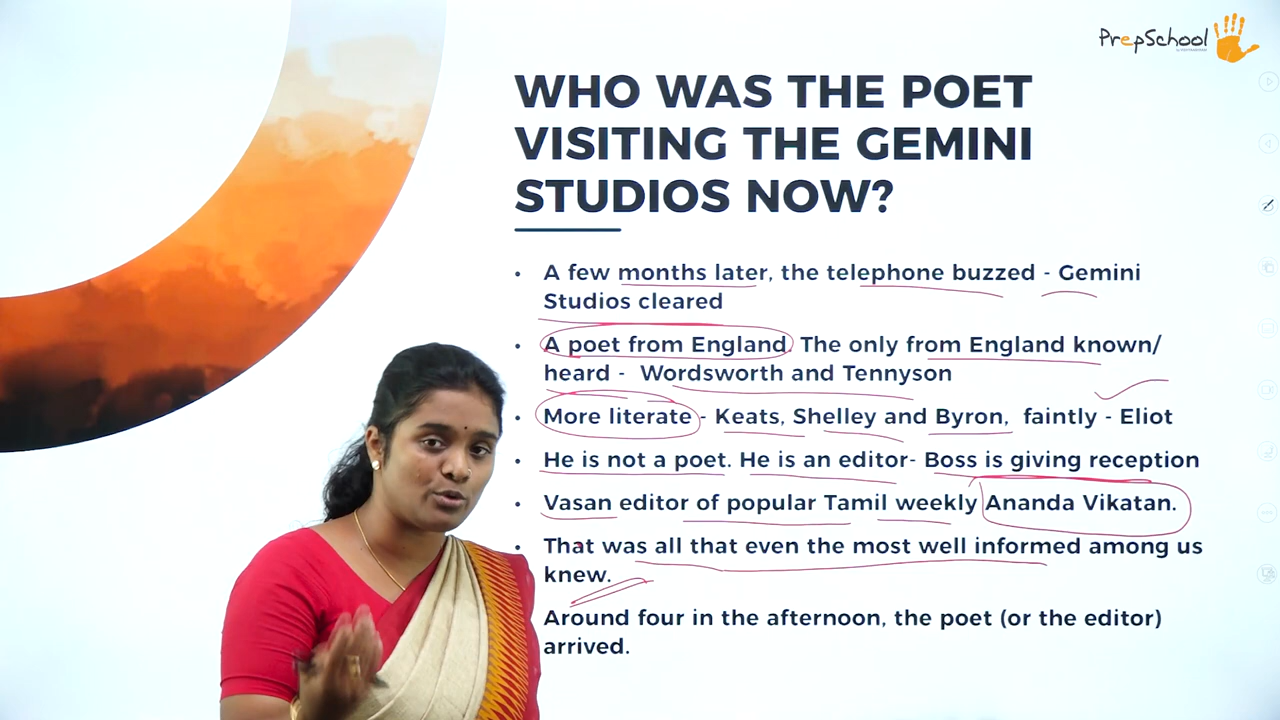 PrepSchool
WHO WAS THE POET
VISITING THE GEMINI
STUDIOS NOW?
• A few months later, the telephone buzzed - Gemini
Studios cleared
• A poet from England. The only from England known/
heard - Wordsworth and Tennyson
• More literate - Keats, Shelley and Byron, faintly - Eliot
• He is not a poet. He is an editor- Boss is giving reception
• Vasan editor of popular Tamil weekly Ananda Vikatan.
• That was all that even the most well informed among us
knew.
Around four in the afternoon, the poet (or the editor)
arrived.